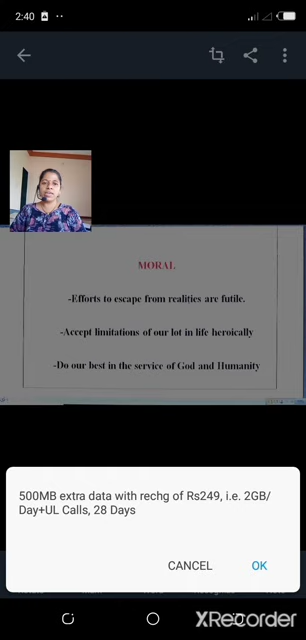 2:40
MORAL
-Efforts to escape from realities are futile.
-Accept limitations of our lot in life heroically
-Do our best in the service of God and Humanity
500MB extra data with rechg of Rs249, i.e. 2GB/
Day+UL Calls, 28 Days
CANCEL OK
XRecorder